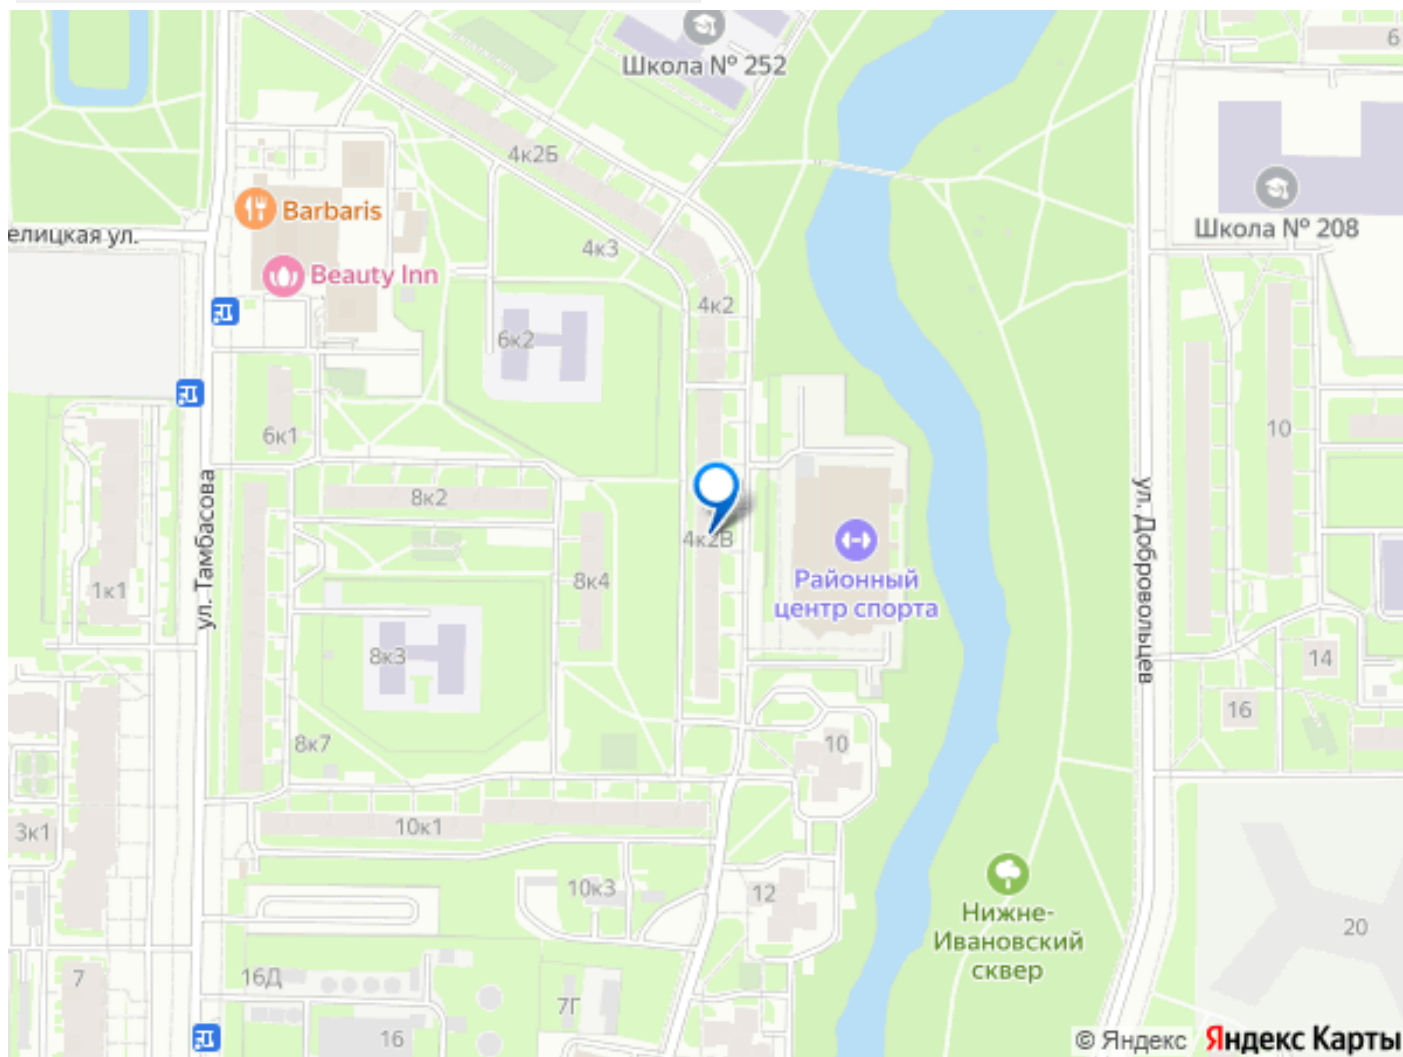 6
Школа № 252
4к2Б
Barbaris
Школа № 208
елицкая ул.
4к3
Beauty Inn
4к2
6к2
10
6к1
8к2
ул. Тамбасова
4к2В
ул. Добровольцев
1к1
8к4
Районный
центр спорта
8к3
14
16
8к7
10
3к1
10к1
10к3
12
Нижне-
Ивановский
сквер
20
7
16Д
7Г
16
© Яндекс Яндекс Карты